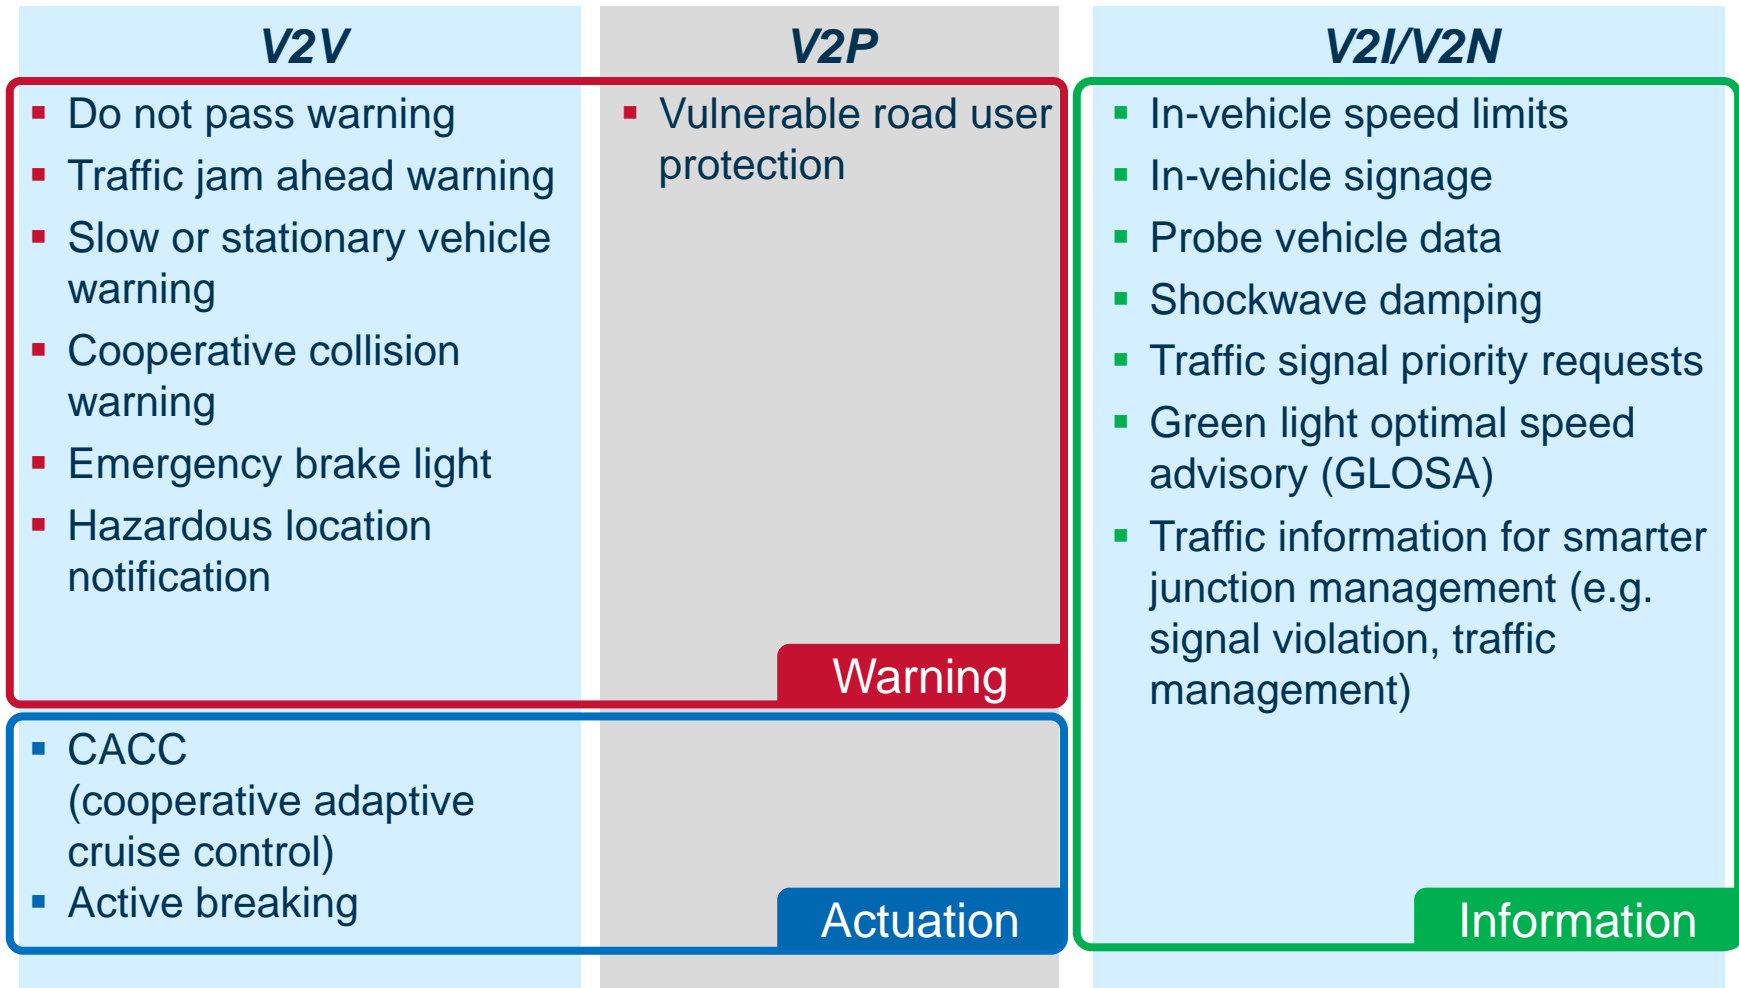 V2V
Do not pass warning
Traffic jam ahead warning
Slow or stationary vehicle
warning
Cooperative collision
warning
Emergency brake light
Hazardous location
notification
CACC
(cooperative adaptive
cruise control)
Active breaking
V2P
Vulnerable road user
protection
Warning
Actuation
V2I/V2N
In-vehicle speed limits
In-vehicle signage
Probe vehicle data
Shockwave damping
Traffic signal priority requests
Green light optimal speed
advisory (GLOSA)
Traffic information for smarter
junction management (e.g.
signal violation, traffic
management)
Information